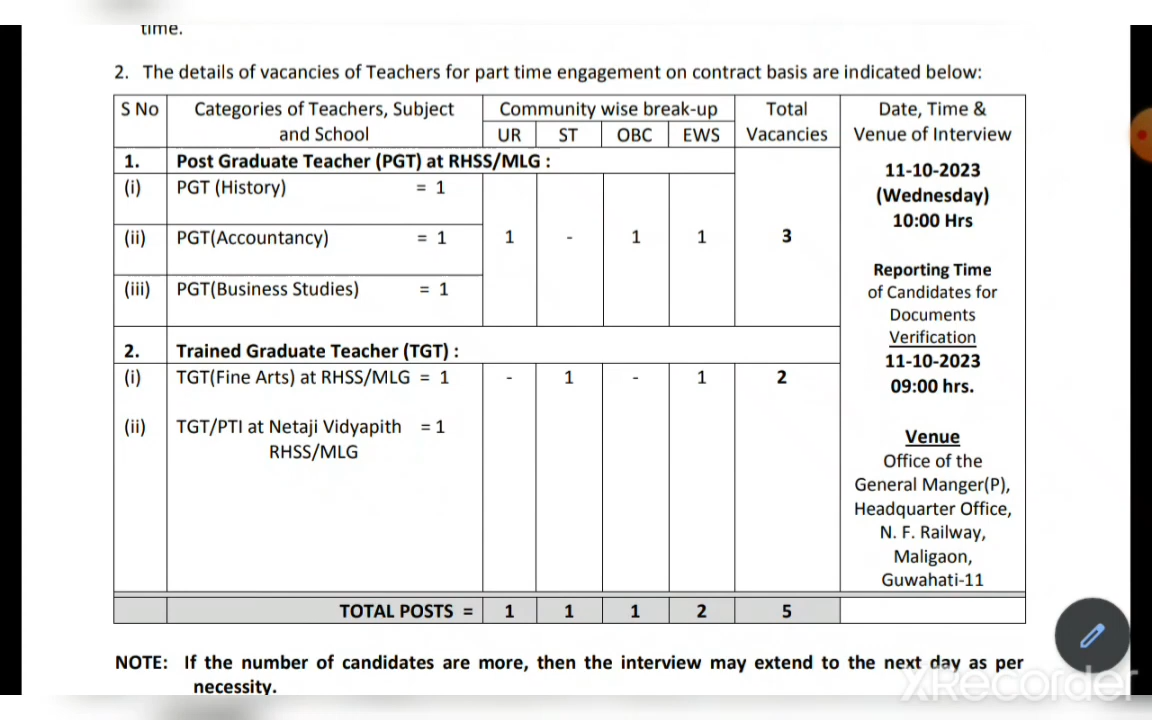 time.
2. The details of vacancies of Teachers for part time engagement on contract basis are indicated below:
S No Categories of Teachers, Subject and School Community wise break-up Total Vacancies Date, Time & Venue of Interview
UR ST OBC EWS
1. Post Graduate Teacher (PGT) at RHSS/MLG :
(i) PGT (History) = 1
(ii) PGT(Accountancy) = 1 1 - 1 1 3
(iii) PGT(Business Studies) = 1
2. Trained Graduate Teacher (TGT) :
(i) TGT(Fine Arts) at RHSS/MLG = 1 - 1 - 1 2
(ii) TGT/PTI at Netaji Vidyapith = 1
RHSS/MLG
11-10-2023
(Wednesday)
10:00 Hrs
Reporting Time
of Candidates for
Documents
Verification
11-10-2023
09:00 hrs.
Venue
Office of the
General Manger(P),
Headquarter Office,
N. F. Railway,
Maligaon,
Guwahati-11
TOTAL POSTS = 1 1 1 2 5
NOTE: If the number of candidates are more, then the interview may extend to the next day as per
necessity.
XRecorder